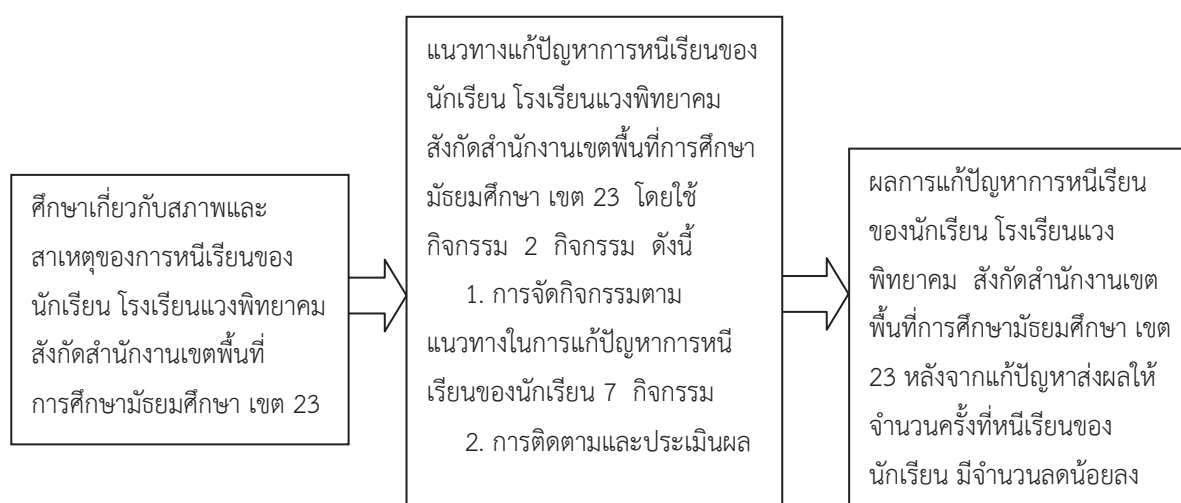 ศึกษาเกี่ยวกับสภาพและ
สาเหตุของการหนีเรียนของ
นักเรียน โรงเรียนแวงพิทยาคม
สังกัดสำนักงานเขตพื้นที่
การศึกษามัธยมศึกษา เขต 23
แนวทางแก้ปัญหาการหนีเรียนของ
นักเรียน โรงเรียนแวงพิทยาคม
สังกัดสำนักงานเขตพื้นที่การศึกษา
มัธยมศึกษา เขต 23 โดยใช้
กิจกรรม 2 กิจกรรม ดังนี้
1. การจัดกิจกรรมตาม
แนวทางในการแก้ปัญหาการหนี
เรียนของนักเรียน 7 กิจกรรม
2. การติดตามและประเมินผล
ผลการแก้ปัญหาการหนีเรียน
ของนักเรียน โรงเรียนแวง
พิทยาคม สังกัดสำนักงานเขต
พื้นที่การศึกษามัธยมศึกษา เขต
23 หลังจากแก้ปัญหาส่งผลให้
จำนวนครั้งที่หนีเรียนของ
นักเรียน มีจำนวนลดน้อยลง